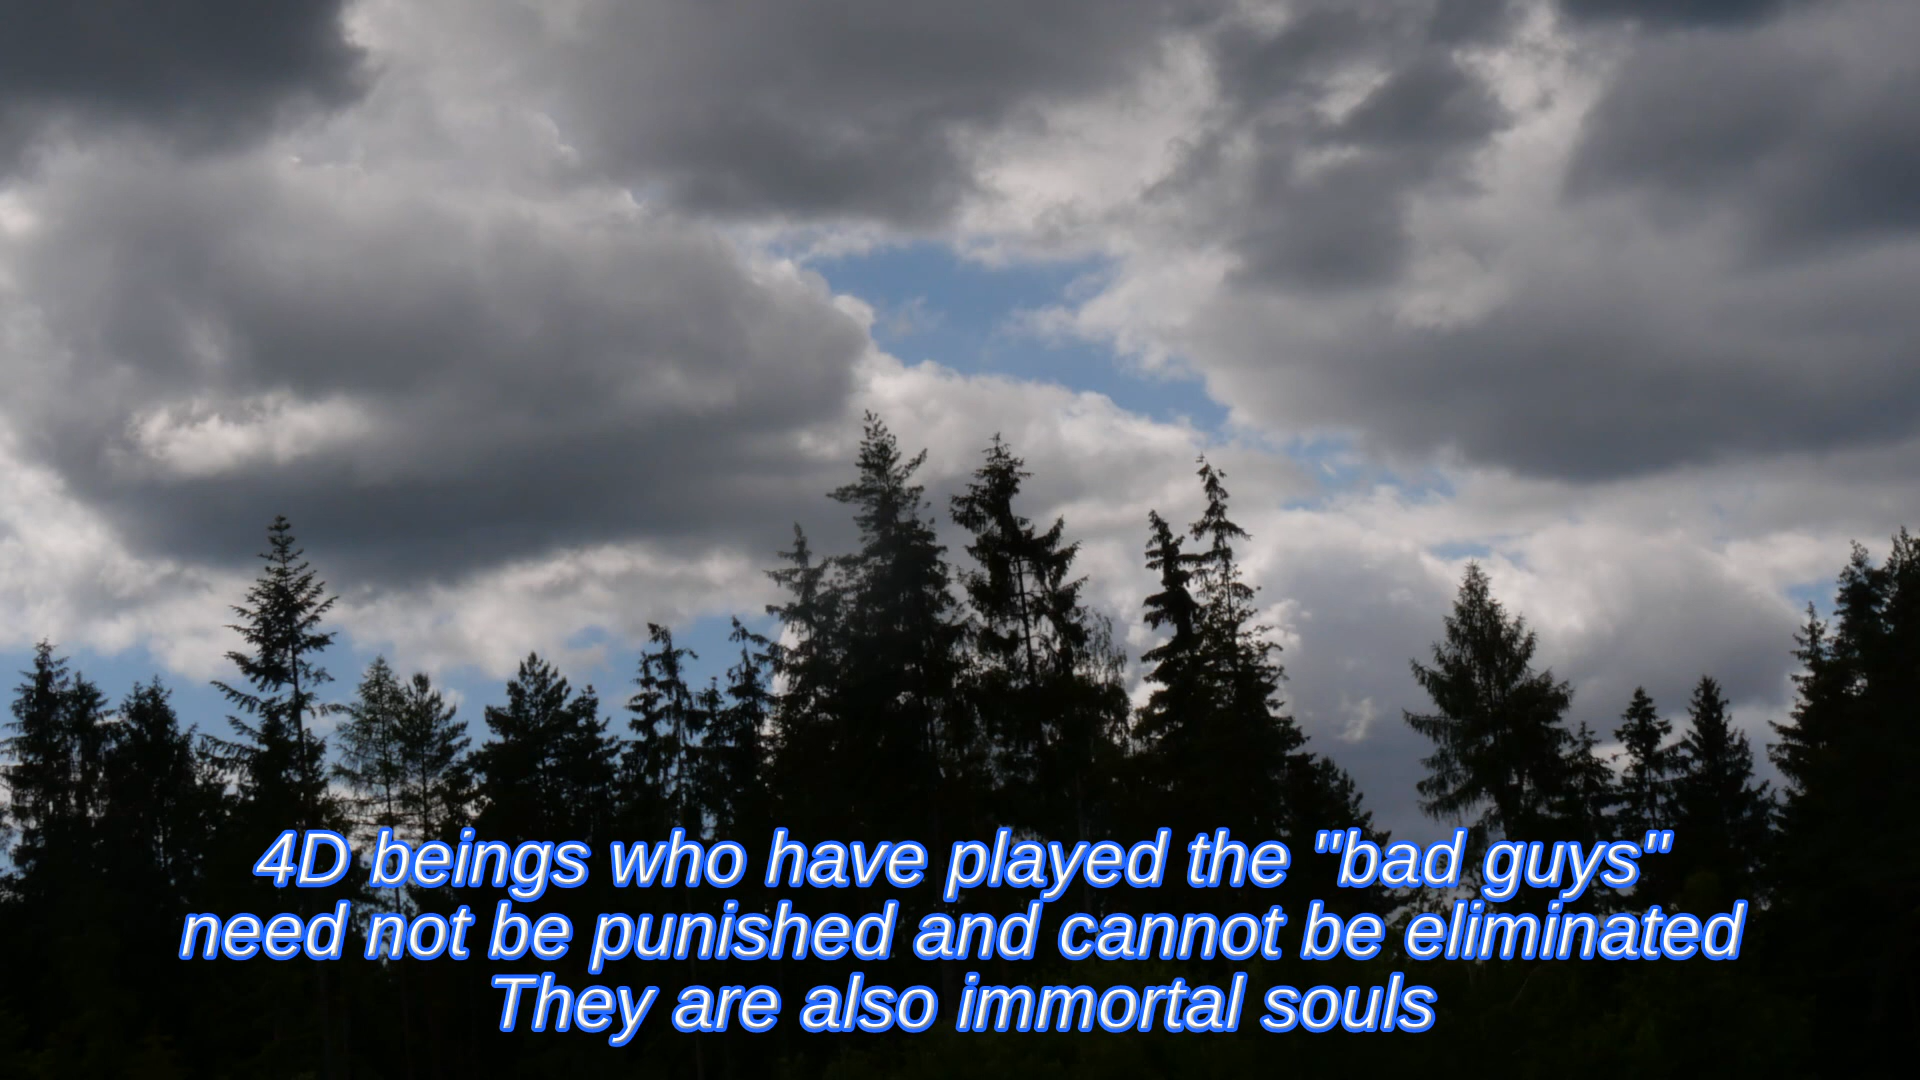 4D beings who have played the "bad guys"
need not be punished and cannot be eliminated
They are also immortal souls